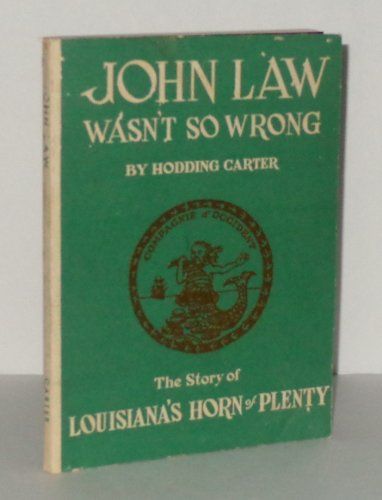 JOHN LAW
WASN'T SO WRONG
BY HODDING CARTER
COMPAGNIE d'OCCIDENT
The Story of
LOUISIANA'S HORN of PLENTY
JOHN LAW
CARTER